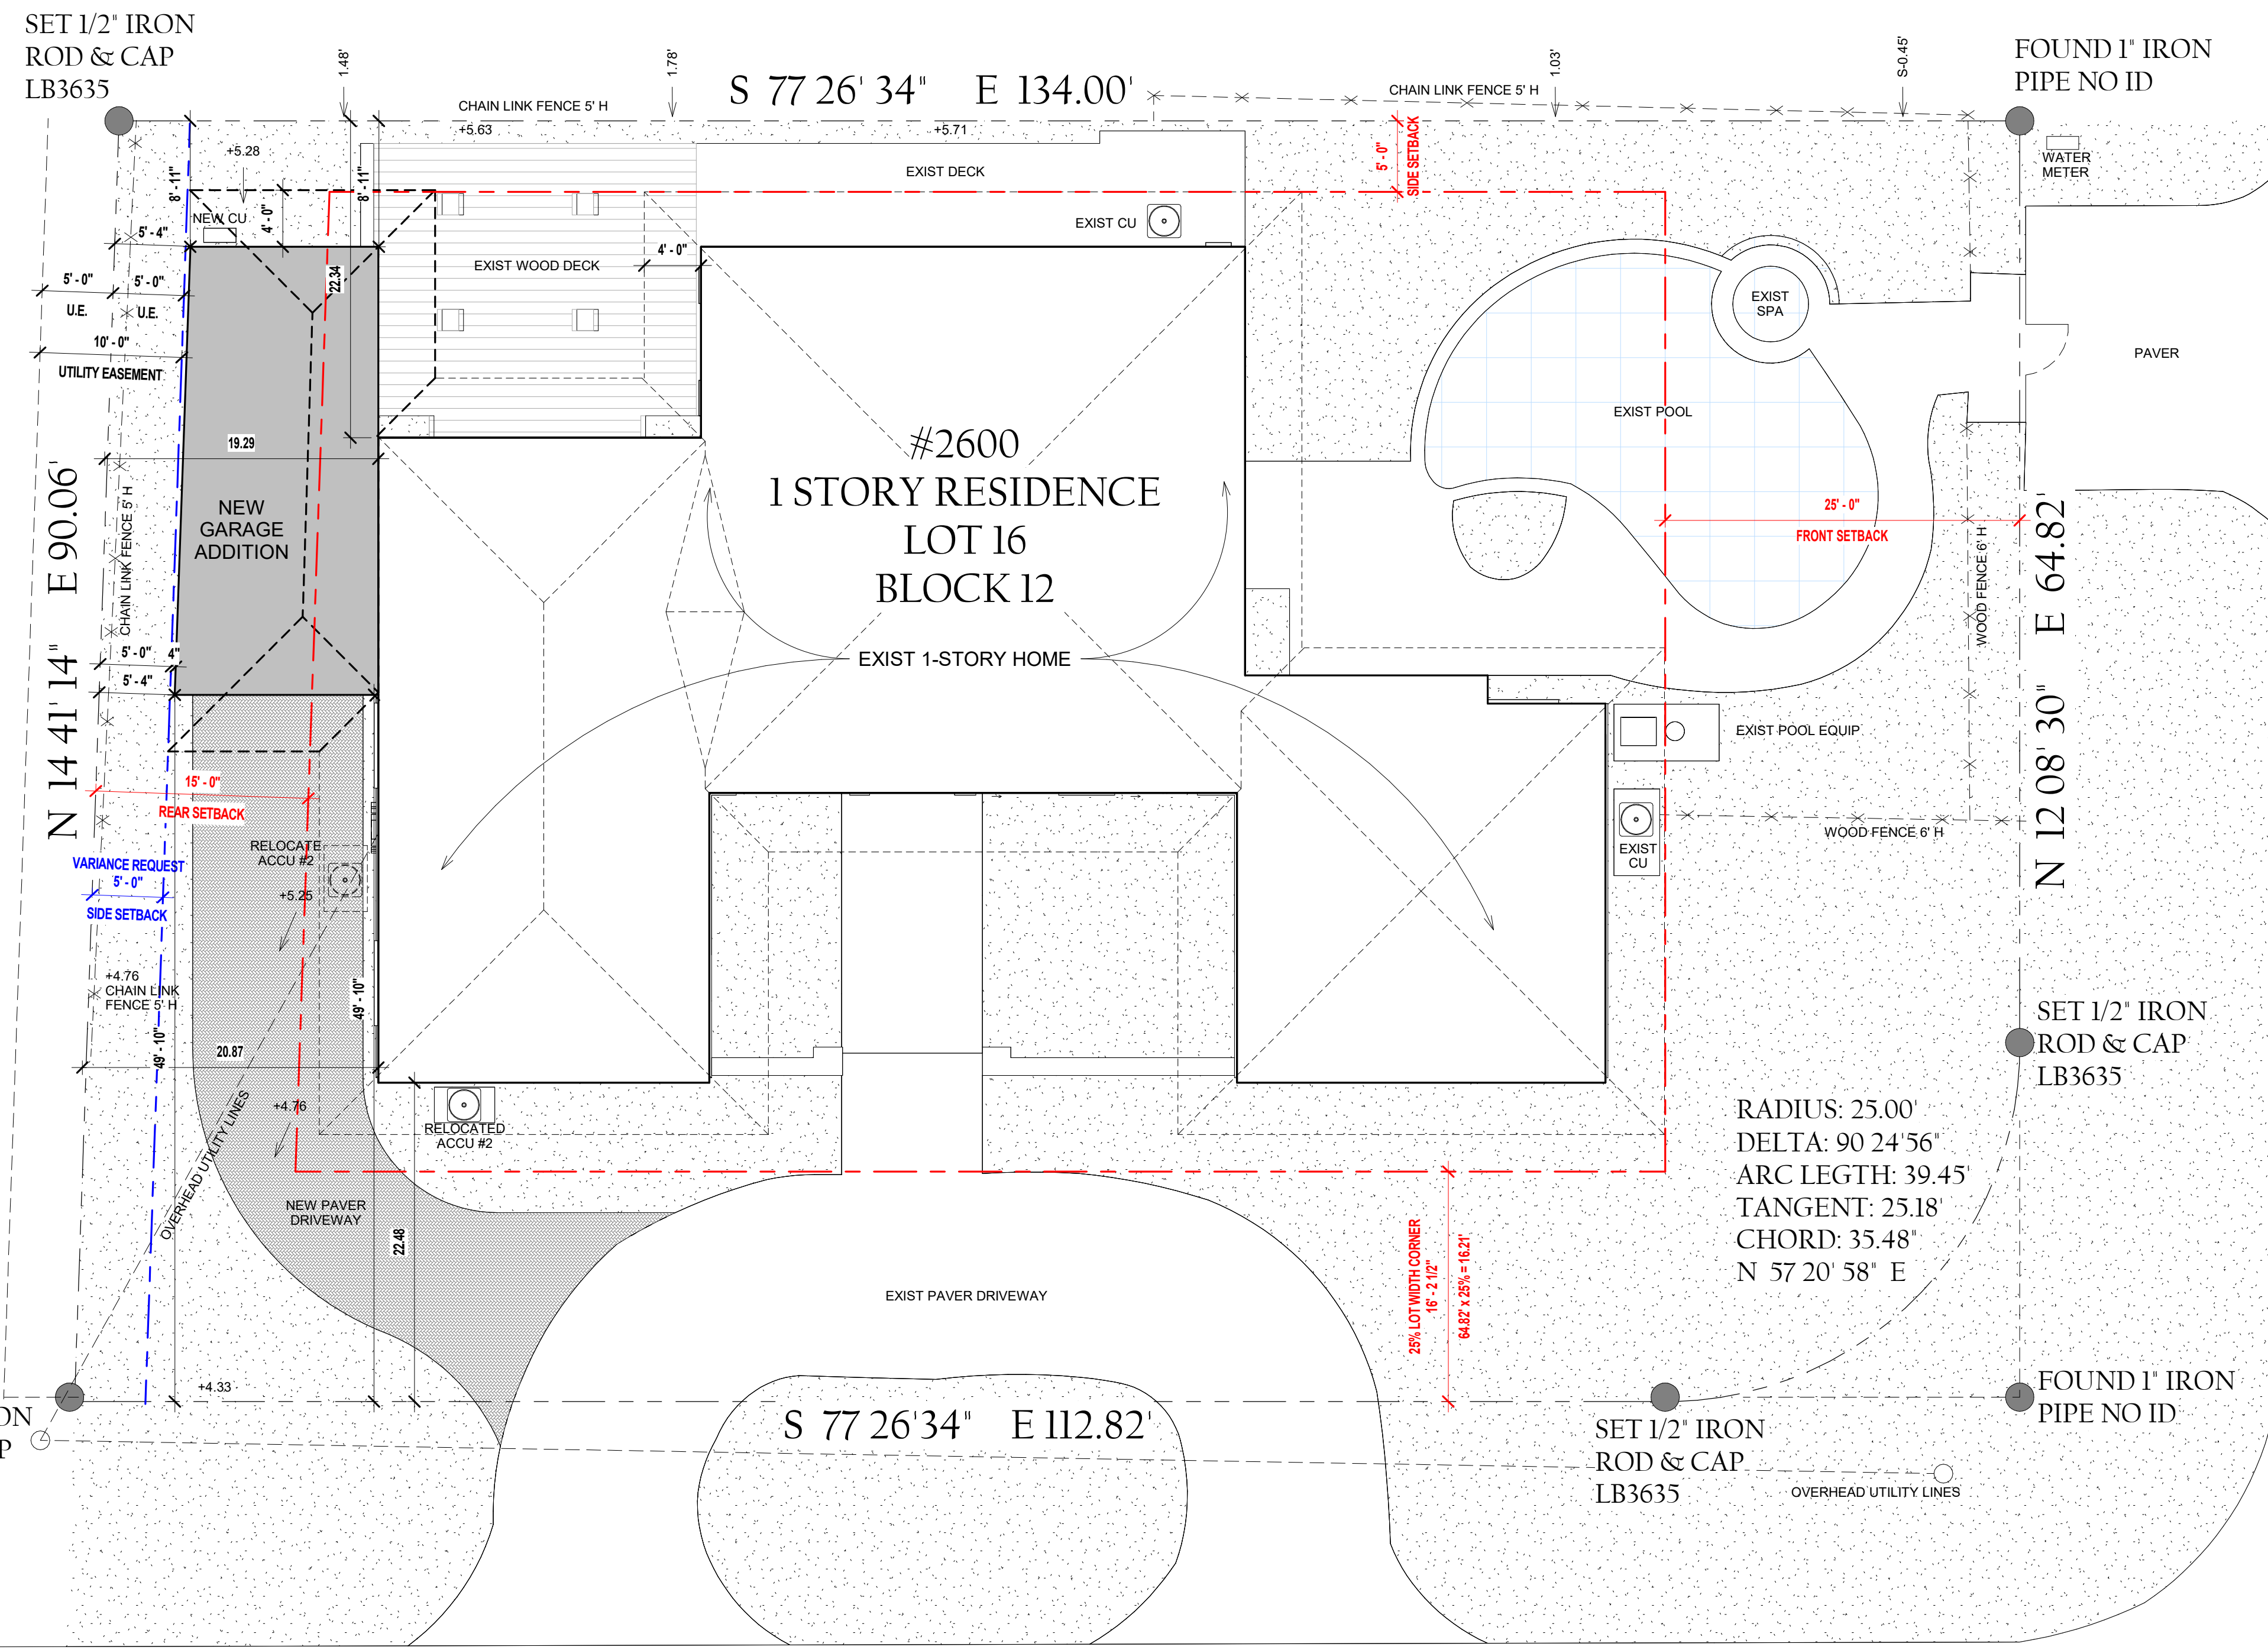 SET 1/2" IRON
ROD & CAP
LB3635
1.48'
1.78'
S 77 26' 34" E 134.00'
1.03'
S-0.45'
FOUND 1" IRON
PIPE NO ID
CHAIN LINK FENCE 5' H
CHAIN LINK FENCE 5' H
+5.63
+5.71
+5.28
8' - 11"
8' - 11"
EXIST DECK
5' - 0"
SIDE SETBACK
WATER
METER
NEW CU
4' - 0"
5' - 4"
EXIST CU
EXIST WOOD DECK
4' - 0"
22.34
5' - 0"
5' - 0"
U.E.
U.E.
EXIST
SPA
10' - 0"
UTILITY EASEMENT
PAVER
EXIST POOL
19.29
#2600
1 STORY RESIDENCE
LOT 16
BLOCK 12
NEW
GARAGE
ADDITION
CHAIN LINK FENCE 5' H
N 14 41' 14" E 90.06'
25' - 0"
FRONT SETBACK
WOOD FENCE 6' H
N 12 08' 30" E 64.82'
5' - 0"
4"
5' - 4"
EXIST 1-STORY HOME
EXIST POOL EQUIP
15' - 0"
REAR SETBACK
WOOD FENCE 6' H
RELOCATE
ACCU #2
EXIST
CU
VARIANCE REQUEST
5' - 0"
SIDE SETBACK
+5.25
+4.76
CHAIN LINK
FENCE 5' H
49' - 10"
49' - 10"
20.87
SET 1/2" IRON
ROD & CAP
LB3635
+4.76
RELOCATED
ACCU #2
OVERHEAD UTILITY LINES
RADIUS: 25.00'
DELTA: 90 24'56"
ARC LEGTH: 39.45'
TANGENT: 25.18'
CHORD: 35.48"
N 57 20' 58" E
NEW PAVER
DRIVEWAY
22.48
25% LOT WIDTH CORNER
16' - 2 1/2"
64.82' x 25% = 16.21'
EXIST PAVER DRIVEWAY
+4.33
S 77 26'34" E 112.82'
FOUND 1" IRON
PIPE NO ID
ON
P
SET 1/2" IRON
ROD & CAP
LB3635
OVERHEAD UTILITY LINES